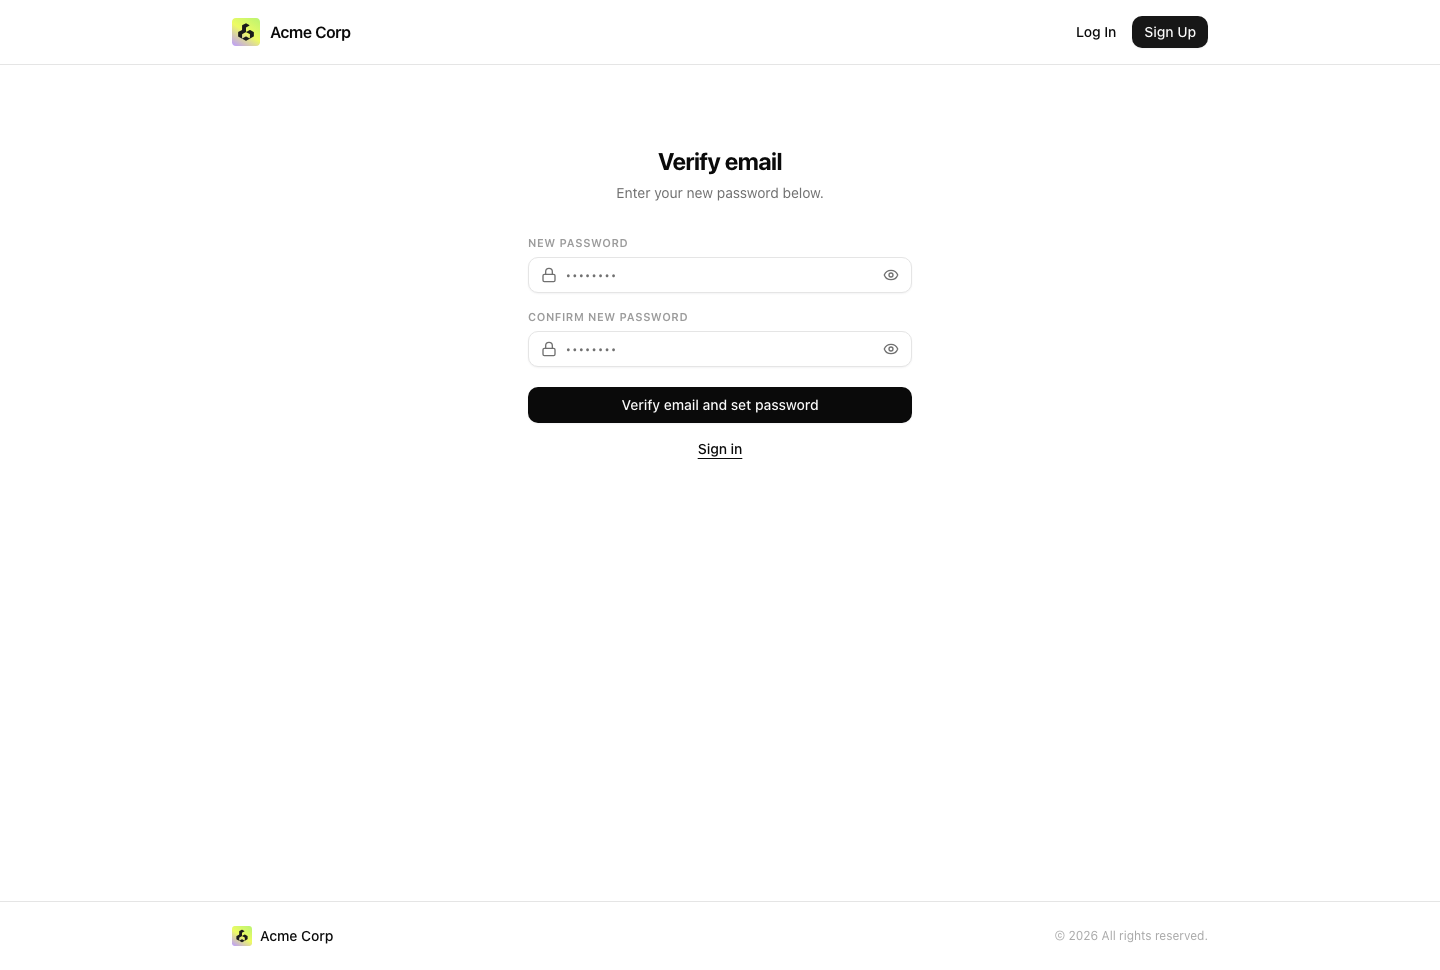 Acme Corp
Log In
Sign Up
Verify email
Enter your new password below.
NEW PASSWORD
••••••••
CONFIRM NEW PASSWORD
••••••••
Verify email and set password
Sign in
Acme Corp
© 2026 All rights reserved.